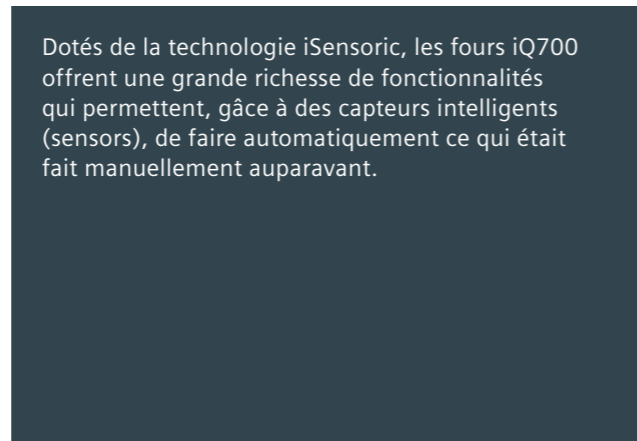 Dotés de la technologie iSensoric, les fours iQ700
offrent une grande richesse de fonctionnalités
qui permettent, gâce à des capteurs intelligents
(sensors), de faire automatiquement ce qui était
fait manuellement auparavant.